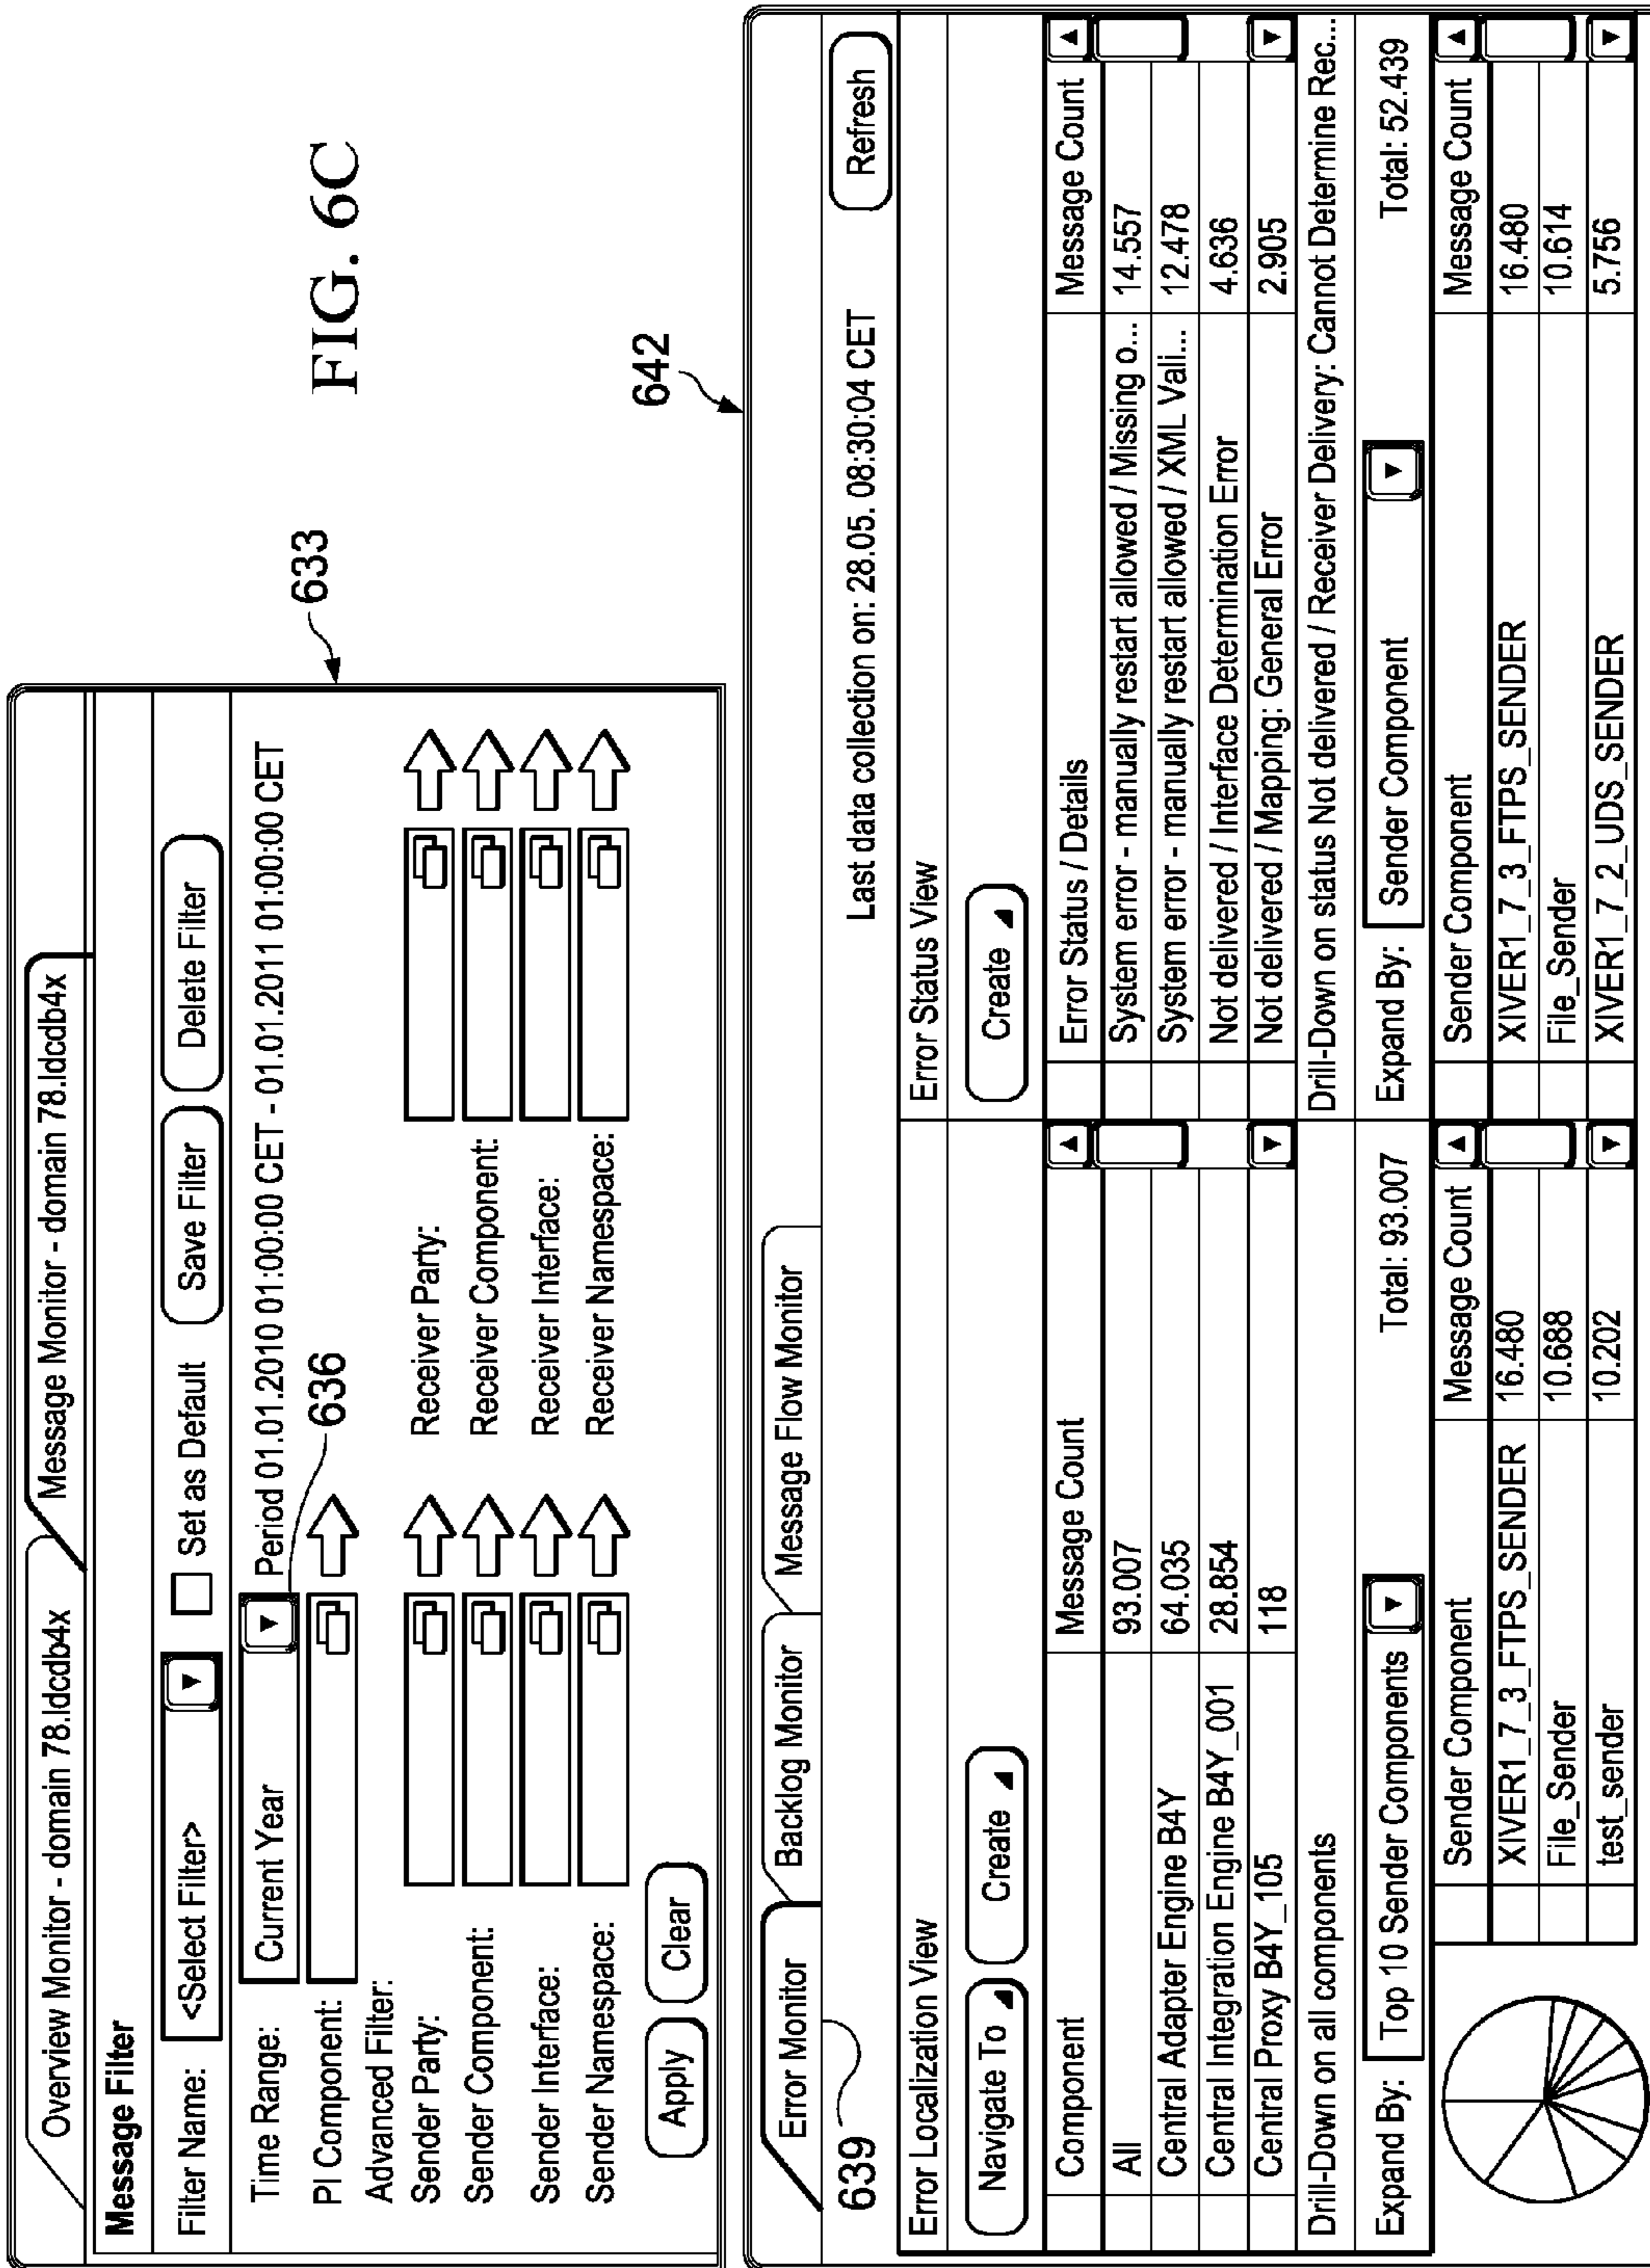 FIG. 6C
Overview Monitor - domain 78.ldcdb4x
Message Monitor - domain 78.ldcdb4x
Message Filter
Filter Name: <Select Filter> Set as Default Save Filter Delete Filter
Time Range: Current Year Period 01.01.2010 01:00:00 CET - 01.01.2011 01:00:00 CET
636
PI Component:
Advanced Filter:
Sender Party: Receiver Party:
Sender Component: Receiver Component:
Sender Interface: Receiver Interface:
Sender Namespace: Receiver Namespace:
Apply Clear
633
642
Error Monitor Backlog Monitor Message Flow Monitor
639
Last data collection on: 28.05. 08:30:04 CET Refresh
Error Localization View
Navigate To Create
Component Message Count
All 93.007
Central Adapter Engine B4Y 64.035
Central Integration Engine B4Y_001 28.854
Central Proxy B4Y_105 118
Drill-Down on all components
Expand By: Top 10 Sender Components Total: 93.007
Sender Component Message Count
XIVER1_7_3_FTPS_SENDER 16.480
File_Sender 10.688
test_sender 10.202
Error Status View
Create
Error Status / Details Message Count
System error - manually restart allowed / Missing o... 14.557
System error - manually restart allowed / XML Vali... 12.478
Not delivered / Interface Determination Error 4.636
Not delivered / Mapping: General Error 2.905
Drill-Down on status Not delivered / Receiver Delivery: Cannot Determine Rec...
Expand By: Sender Component Total: 52.439
Sender Component Message Count
XIVER1_7_3_FTPS_SENDER 16.480
File_Sender 10.614
XIVER1_7_2_UDS_SENDER 5.756